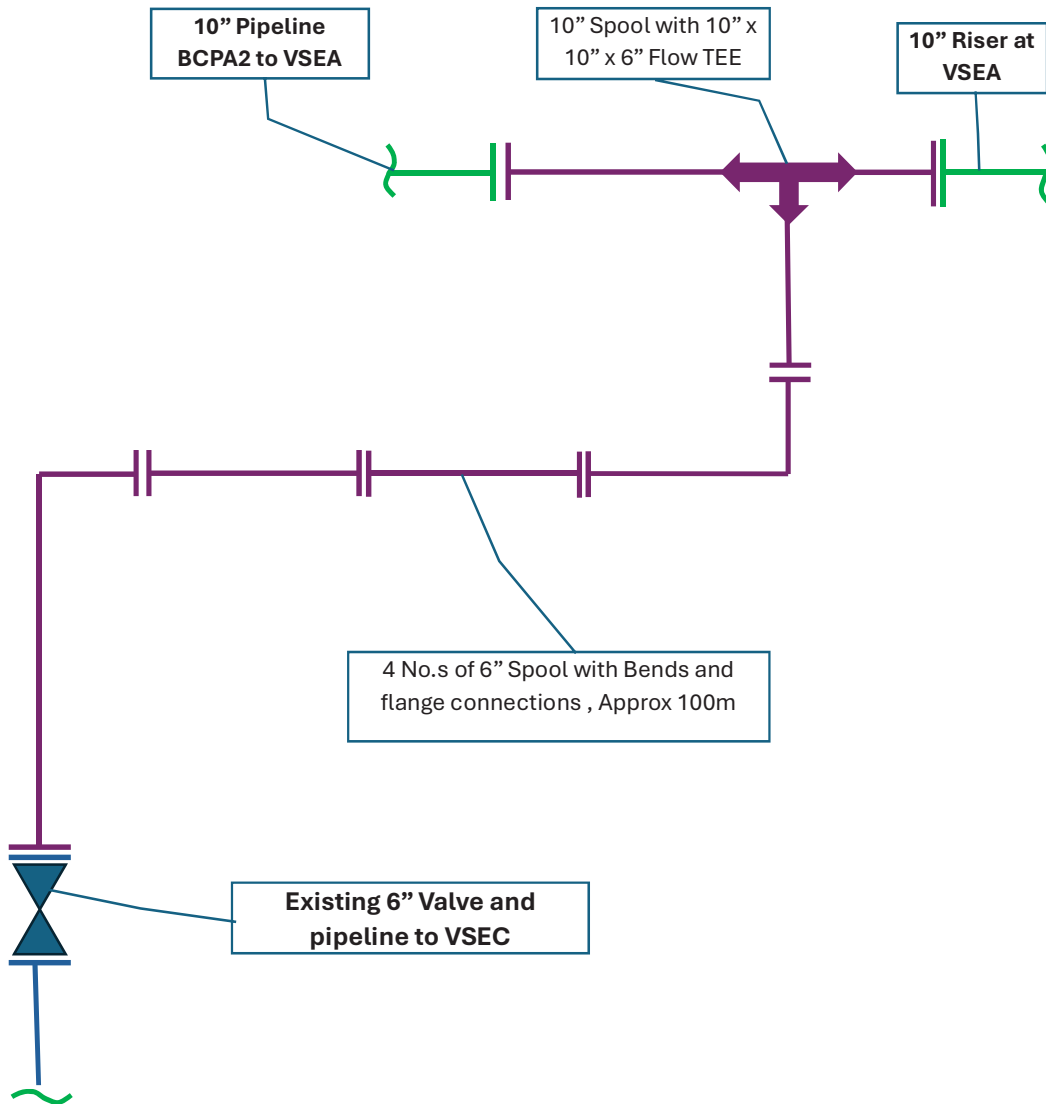 10” Pipeline
BCPA2 to VSEA
10” Spool with 10” x
10” x 6” Flow TEE
10” Riser at
VSEA
4 No.s of 6” Spool with Bends and
flange connections , Approx 100m
Existing 6” Valve and
pipeline to VSEC